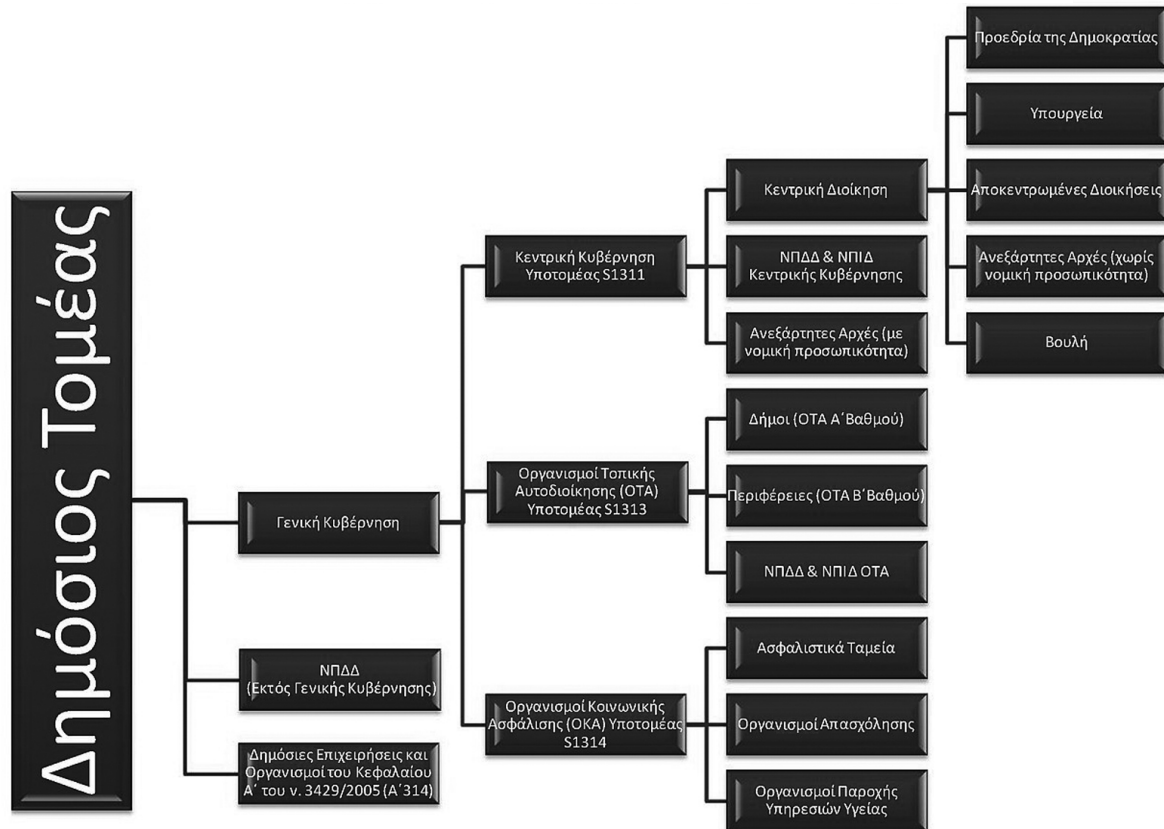 Δημόσιος Τομέας
Γενική Κυβέρνηση
ΝΠΔΔ
(Εκτός Γενικής Κυβέρνησης)
Δημόσιες Επιχειρήσεις και
Οργανισμοί του Κεφαλαίου
Α΄ του ν. 3429/2005 (Α΄314)
Κεντρική Κυβέρνηση
Υποτομέας S1311
Οργανισμοί Τοπικής
Αυτοδιοίκησης (ΟΤΑ)
Υποτομέας S1313
Οργανισμοί Κοινωνικής
Ασφάλισης (ΟΚΑ) Υποτομέας
S1314
Κεντρική Διοίκηση
ΝΠΔΔ & ΝΠΙΔ
Κεντρικής Κυβέρνησης
Ανεξάρτητες Αρχές (με
νομική προσωπικότητα)
Δήμοι (ΟΤΑ Α΄Βαθμού)
Περιφέρειες (ΟΤΑ Β΄Βαθμού)
ΝΠΔΔ & ΝΠΙΔ ΟΤΑ
Ασφαλιστικά Ταμεία
Οργανισμοί Απασχόλησης
Οργανισμοί Παροχής
Υπηρεσιών Υγείας
Προεδρία της Δημοκρατίας
Υπουργεία
Αποκεντρωμένες Διοικήσεις
Ανεξάρτητες Αρχές (χωρίς
νομική προσωπικότητα)
Βουλή